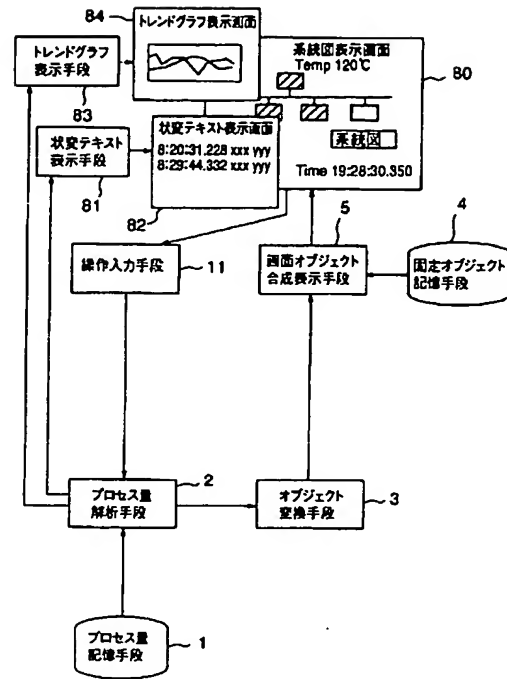 84
トレンドグラフ表示画面
トレンドグラフ
表示手段
83
系統図表示画面
Temp 120℃
80
系統図
Time 19:28:30.350
状変テキスト
表示手段
81
状変テキスト表示画面
8:20:31.228 xxx yyy
8:29:44.332 xxx yyy
82
操作入力手段
11
5
画面オブジェクト
合成表示手段
4
固定オブジェクト
記憶手段
2
プロセス量
解析手段
オブジェクト
変換手段
3
プロセス量
記憶手段
1